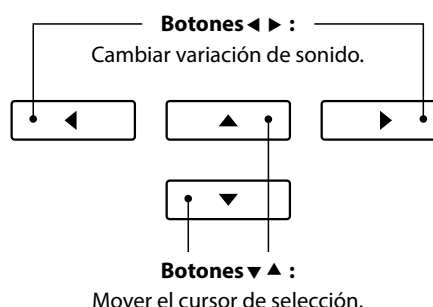 Botones ◀ ▶ :
Cambiar variación de sonido.
Botones ▼ ▲ :
Mover el cursor de selección.